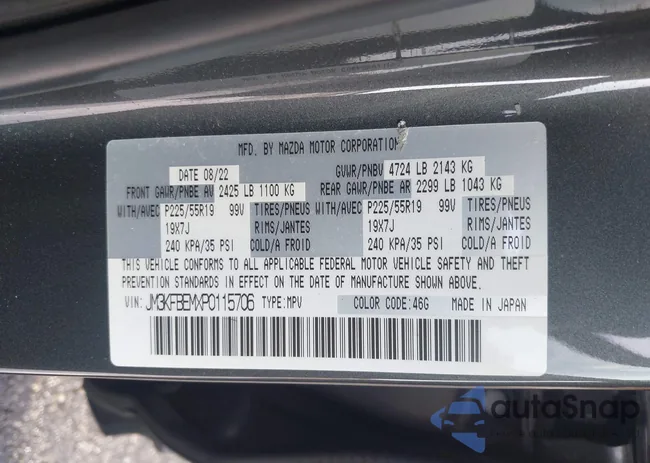 MFD. BY MAZDA MOTOR CORPORATION
DATE 08/22 GVWR/PNBV 4724 LB 2143 KG
FRONT GAWR/PNBE AV 2425 LB 1100 KG REAR GAWR/PNBE AR 2299 LB 1043 KG
WITH/AVEC P225/55R19 99V TIRES/PNEUS WITH/AVEC P225/55R19 99V TIRES/PNEUS
19X7J RIMS/JANTES 19X7J RIMS/JANTES
240 KPA/35 PSI COLD/A FROID 240 KPA/35 PSI COLD/A FROID
THIS VEHICLE CONFORMS TO ALL APPLICABLE FEDERAL MOTOR VEHICLE SAFETY AND THEFT
PREVENTION STANDARDS IN EFFECT ON THE DATE OF MANUFACTURE SHOWN ABOVE.
VIN: JM3KFBEMXP0115706 TYPE: MPV COLOR CODE: 46G MADE IN JAPAN
autoSnap